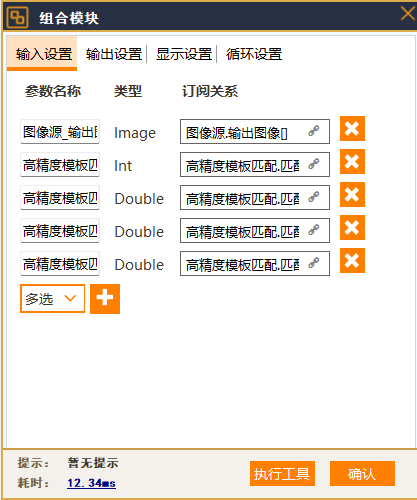 组合模块
输入设置 输出设置 显示设置 循环设置
参数名称 类型 订阅关系
图像源_输出图 Image 图像源.输出图像[]
高精度模板匹 Int 高精度模板匹配.匹配
高精度模板匹 Double 高精度模板匹配.匹配
高精度模板匹 Double 高精度模板匹配.匹配
高精度模板匹 Double 高精度模板匹配.匹配
多选
提示： 暂无提示
耗时： 12.34ms
执行工具 确认